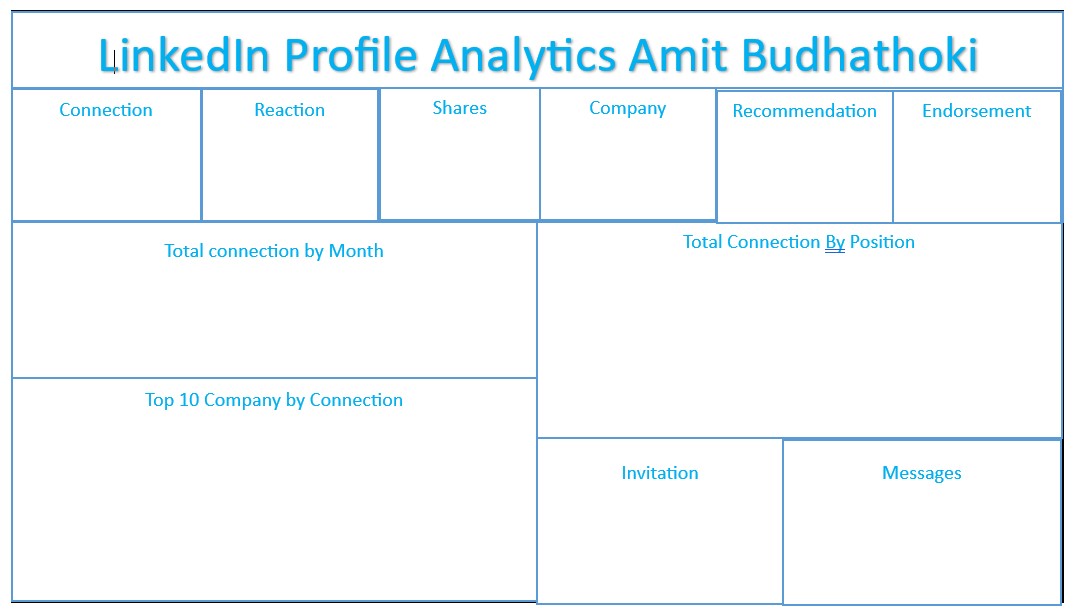 LinkedIn Profile Analytics Amit Budhathoki
Connection
Reaction
Shares
Company
Recommendation
Endorsement
Total connection by Month
Total Connection By Position
Top 10 Company by Connection
Invitation
Messages